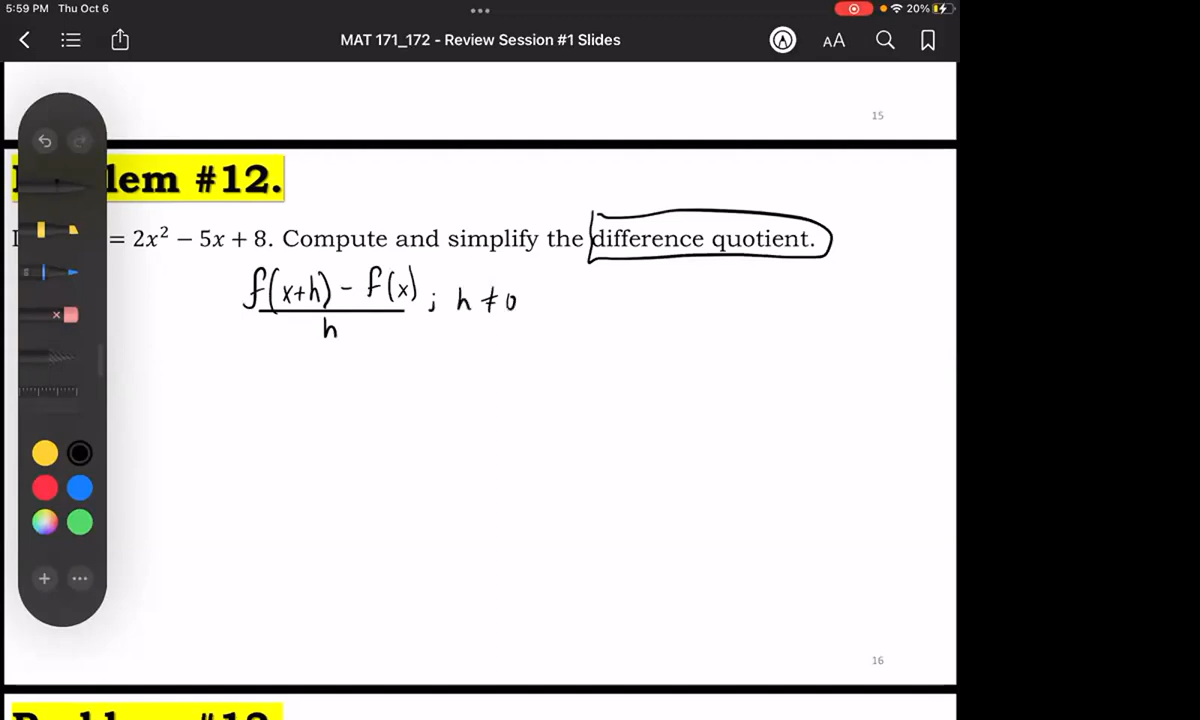 5:59 PM Thu Oct 6
20%
MAT 171_172 - Review Session #1 Slides
AA
15
lem #12.
= 2x² − 5x + 8. Compute and simplify the difference quotient.
f(x+h) - f(x) ; h ≠ 0
h
16